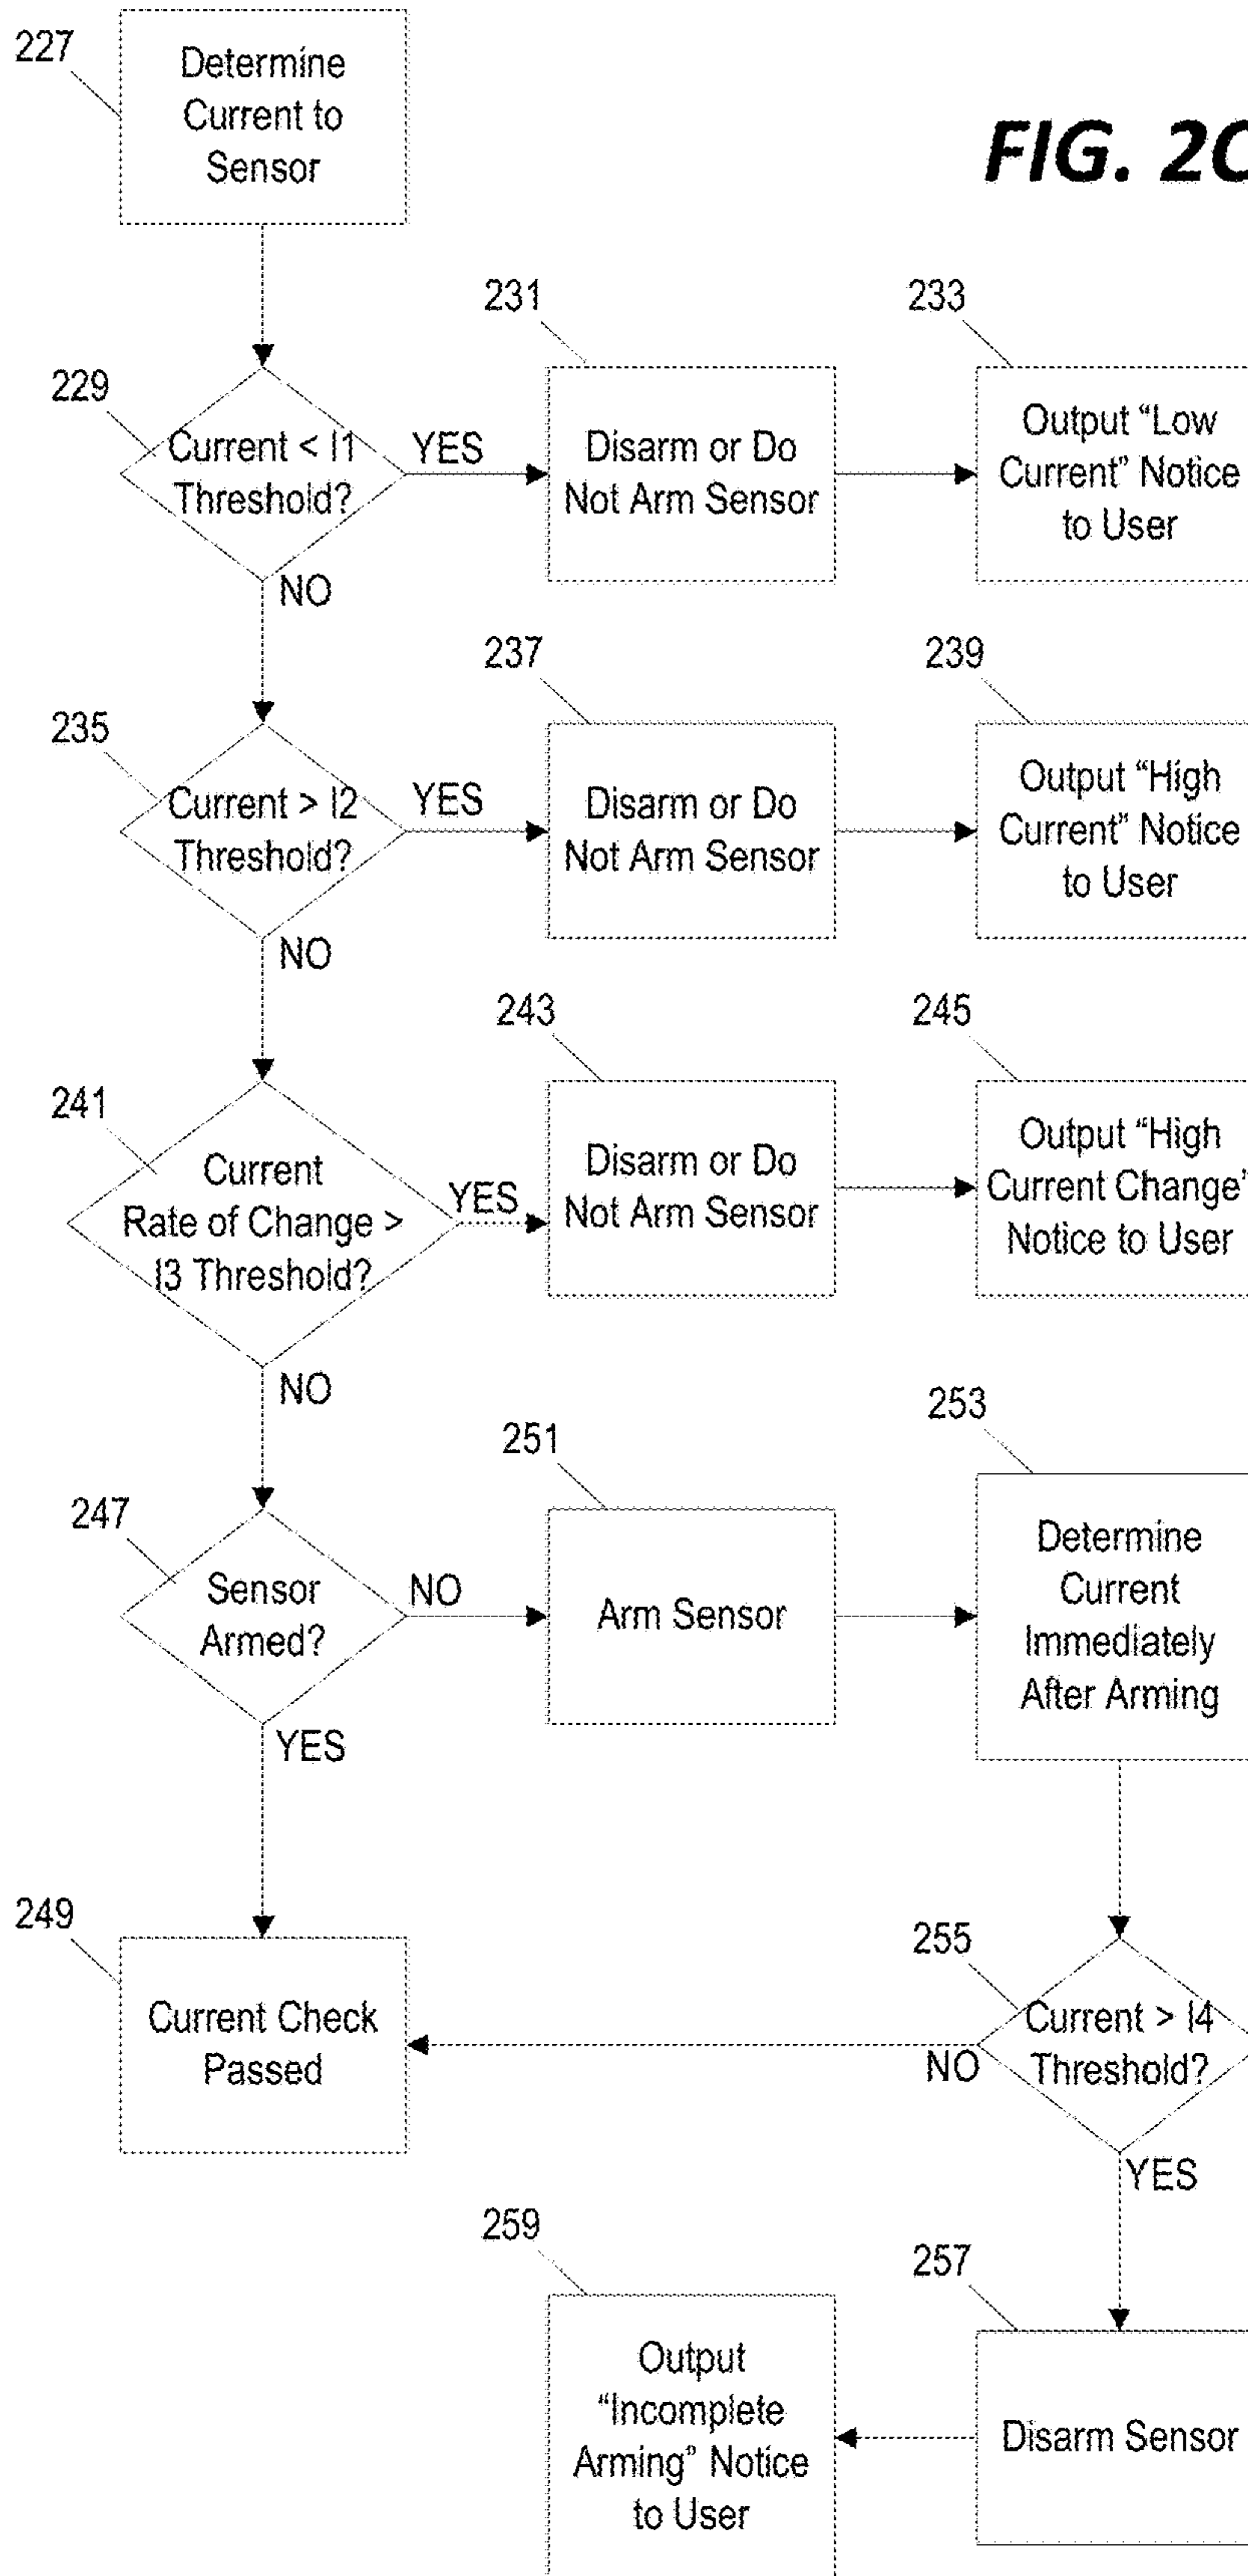 227
Determine
Current to
Sensor
FIG. 2C
231
233
229
Current < I1
Threshold?
YES
Disarm or Do
Not Arm Sensor
Output “Low
Current” Notice
to User
NO
237
239
235
Current > I2
Threshold?
YES
Disarm or Do
Not Arm Sensor
Output “High
Current” Notice
to User
NO
243
245
241
Current
Rate of Change >
I3 Threshold?
YES
Disarm or Do
Not Arm Sensor
Output “High
Current Change”
Notice to User
NO
251
253
247
Sensor
Armed?
NO
Arm Sensor
Determine
Current
Immediately
After Arming
YES
249
Current Check
Passed
255
Current > I4
Threshold?
NO
YES
259
257
Output
“Incomplete
Arming” Notice
to User
Disarm Sensor